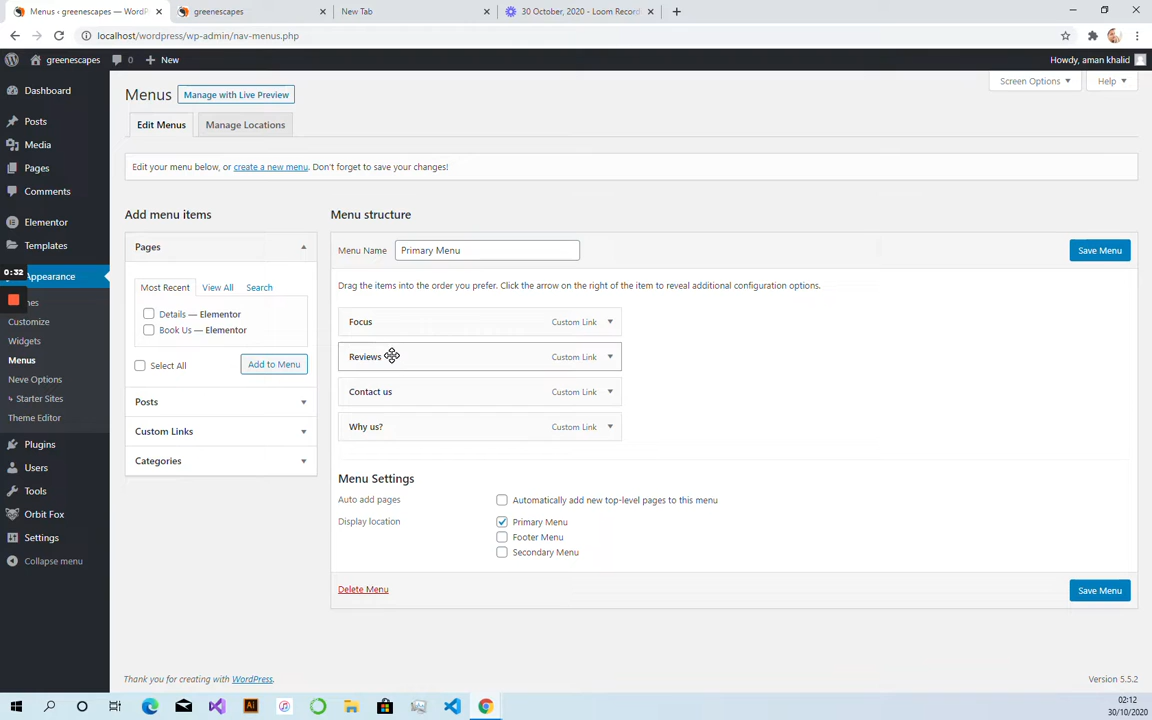 Menus ‹ greenescapes — WordP
greenescapes
New Tab
30 October, 2020 - Loom Record
localhost/wordpress/wp-admin/nav-menus.php
greenescapes
0
New
Howdy, aman khalid
Dashboard
Posts
Media
Pages
Comments
Elementor
Templates
0:32
Appearance
Customize
Widgets
Menus
Neve Options
↳ Starter Sites
Theme Editor
Plugins
Users
Tools
Orbit Fox
Settings
Collapse menu
Menus
Manage with Live Preview
Screen Options
Help
Edit Menus
Manage Locations
Edit your menu below, or create a new menu. Don't forget to save your changes!
Add menu items
Pages
Most Recent
View All
Search
Details — Elementor
Book Us — Elementor
Select All
Add to Menu
Posts
Custom Links
Categories
Menu structure
Menu Name
Primary Menu
Save Menu
Drag the items into the order you prefer. Click the arrow on the right of the item to reveal additional configuration options.
Focus Custom Link
Reviews Custom Link
Contact us Custom Link
Why us? Custom Link
Menu Settings
Auto add pages
Automatically add new top-level pages to this menu
Display location
Primary Menu
Footer Menu
Secondary Menu
Delete Menu
Save Menu
Thank you for creating with WordPress.
Version 5.5.2
02:12
30/10/2020